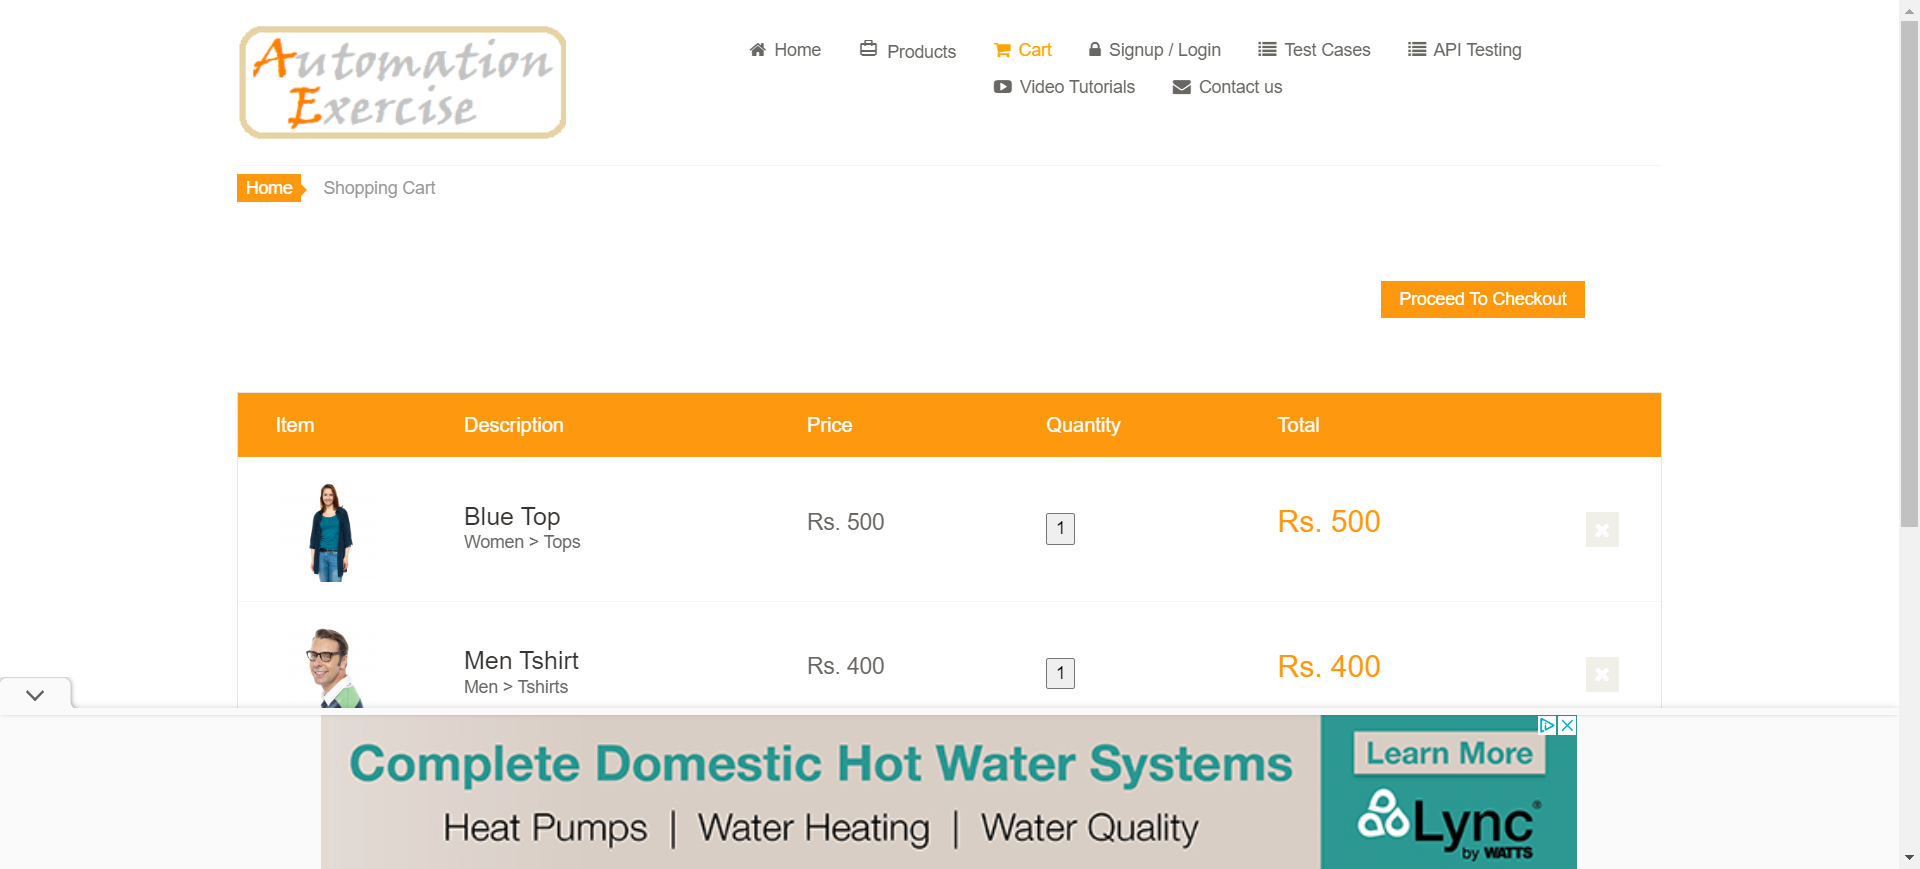 Automation
Exercise
Home
Products
Cart
Signup / Login
Test Cases
API Testing
Video Tutorials
Contact us
Home
Shopping Cart
Proceed To Checkout
Item Description Price Quantity Total
Blue Top
Women > Tops
Rs. 500
1
Rs. 500
Men Tshirt
Men > Tshirts
Rs. 400
1
Rs. 400
Complete Domestic Hot Water Systems
Heat Pumps | Water Heating | Water Quality
Learn More
Lync®
by WATTS